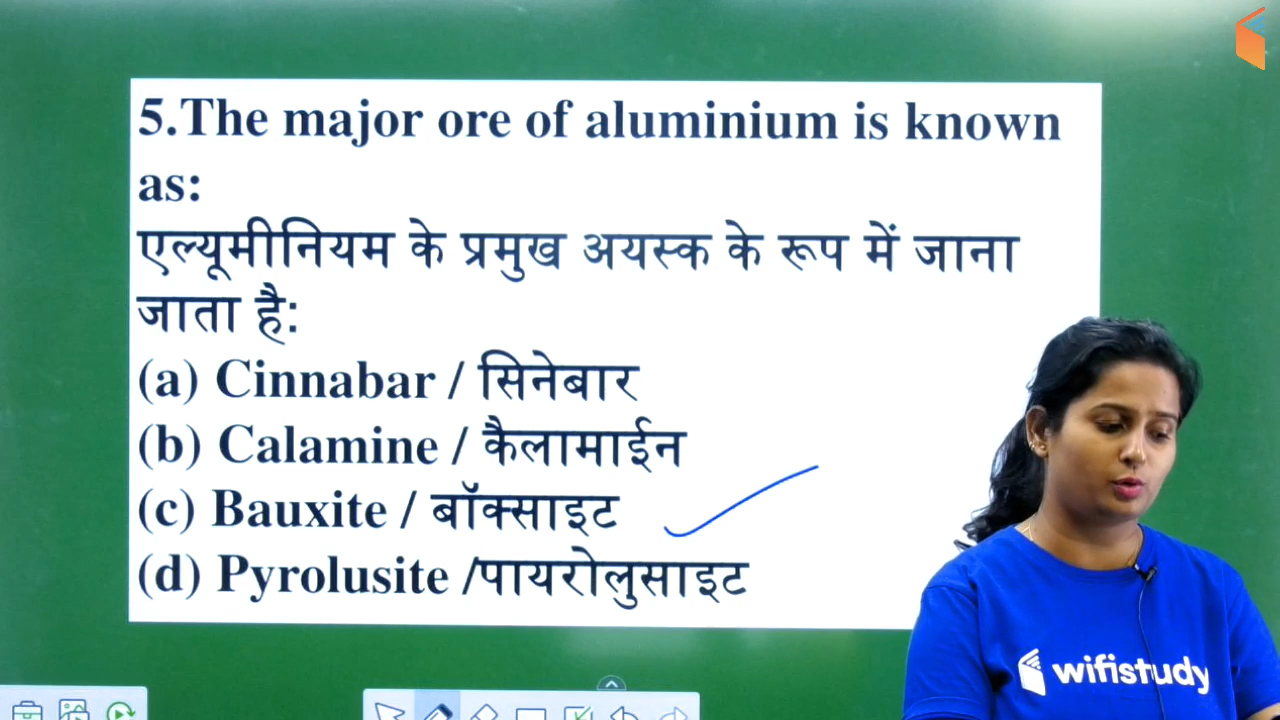 5.The major ore of aluminium is known
as:
एल्यूमीनियम के प्रमुख अयस्क के रूप में जाना
जाता है:
(a) Cinnabar / सिनेबार
(b) Calamine / कैलामाईन
(c) Bauxite / बॉक्साइट
(d) Pyrolusite /पायरोलुसाइट
wifistudy